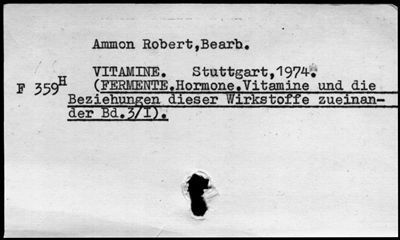 Ammon Robert,Bearb.
VITAMINE. Stuttgart,1974.
F 359H (FERMENTE.Hormone.Vitamine und die
Beziehungen dieser Wirkstoffe zueinan-
der Bd.3/I).